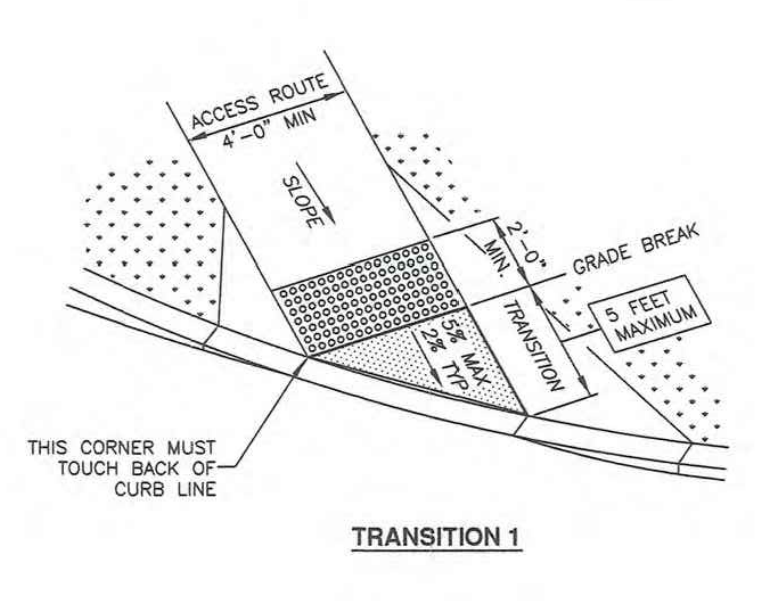 ACCESS ROUTE
4'-0" MIN
SLOPE
2'-0"
MIN.
GRADE BREAK
5 FEET
MAXIMUM
TRANSITION
5% MAX
2% TYP
THIS CORNER MUST
TOUCH BACK OF
CURB LINE
TRANSITION 1